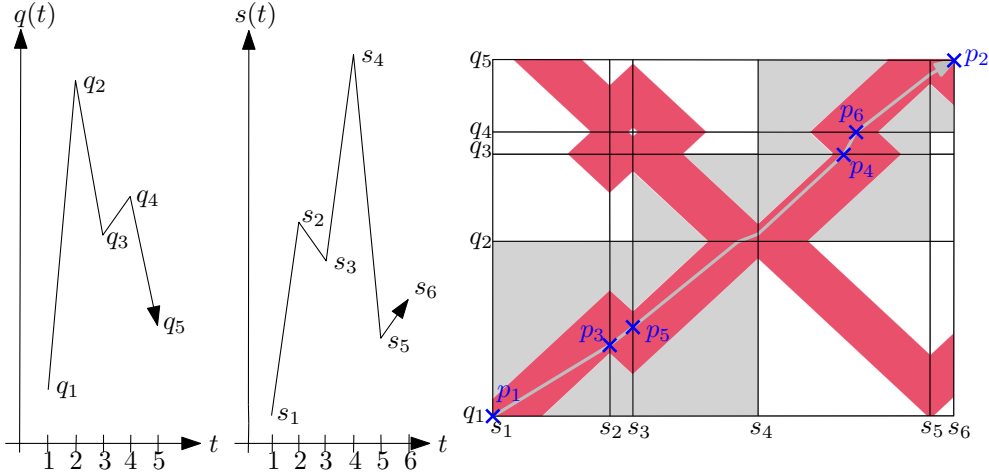 q(t)
q₂
q₄
q₃
q₅
q₁
t
1 2 3 4 5
s(t)
s₄
s₂
s₃
s₆
s₅
s₁
t
1 2 3 4 5 6
q₅
p₂
q₄
p₆
q₃
p₄
q₂
p₃
p₅
p₁
q₁
s₁ s₂ s₃ s₄ s₅ s₆